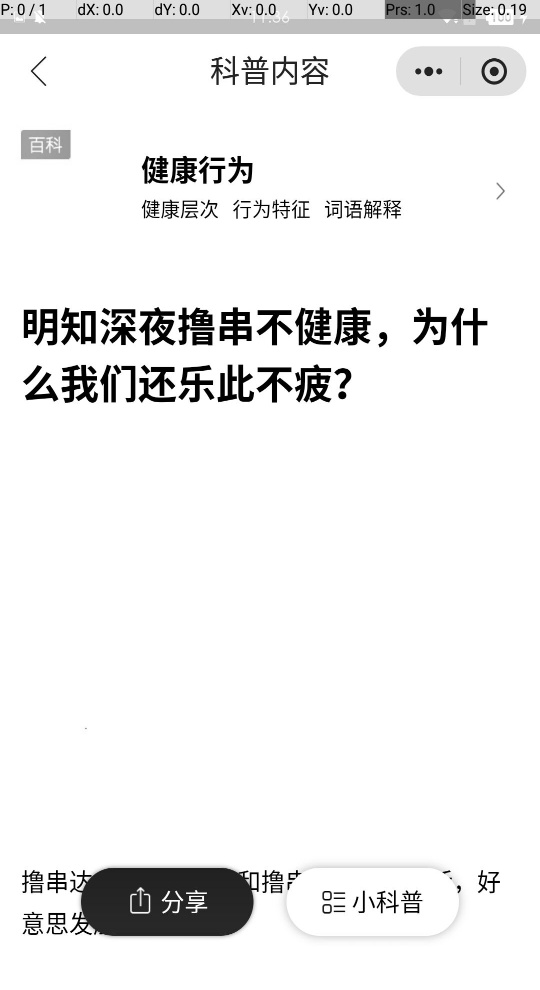 P: 0 / 1 dX: 0.0 dY: 0.0 Xv: 0.0 Yv: 0.0 Prs: 1.0 Size: 0.19
科普内容
百科
健康行为
健康层次 行为特征 词语解释
明知深夜撸串不健康，为什
么我们还乐此不疲？
撸串达 和撸串 ，好
意思发
分享
小科普